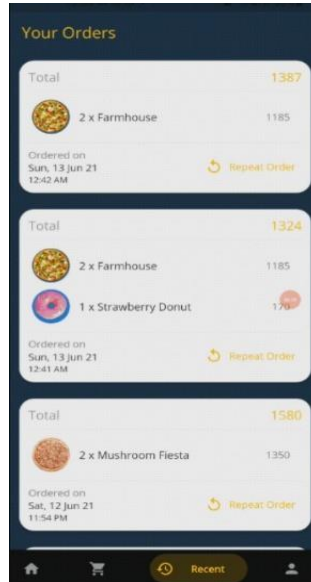 Your Orders
Total 1387
2 x Farmhouse 1185
Ordered on
Sun, 13 Jun 21
12:42 AM
Repeat Order
Total 1324
2 x Farmhouse 1185
1 x Strawberry Donut
Ordered on
Sun, 13 Jun 21
12:41 AM
Repeat Order
Total 1580
2 x Mushroom Fiesta 1350
Ordered on
Sat, 12 Jun 21
11:54 PM
Repeat Order
Recent